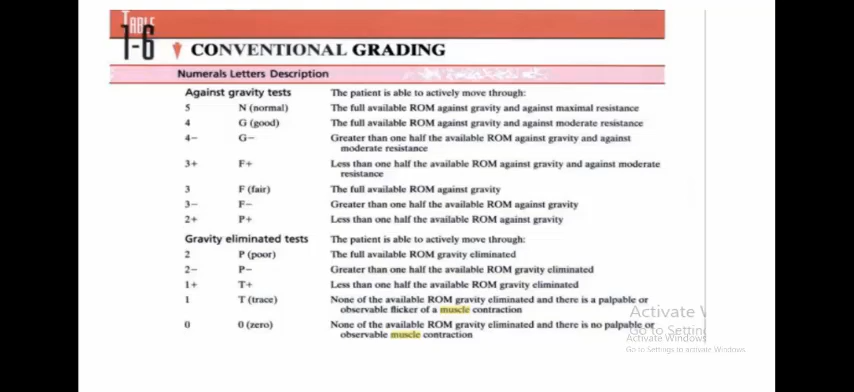 TABLE
1-6 CONVENTIONAL GRADING
Numerals Letters Description
Against gravity tests The patient is able to actively move through:
5 N (normal) The full available ROM against gravity and against maximal resistance
4 G (good) The full available ROM against gravity and against moderate resistance
4− G− Greater than one half the available ROM against gravity and against
moderate resistance
3+ F+ Less than one half the available ROM against gravity and against moderate
resistance
3 F (fair) The full available ROM against gravity
3− F− Greater than one half the available ROM against gravity
2+ P+ Less than one half the available ROM against gravity
Gravity eliminated tests The patient is able to actively move through:
2 P (poor) The full available ROM gravity eliminated
2− P− Greater than one half the available ROM gravity eliminated
1+ T+ Less than one half the available ROM gravity eliminated
1 T (trace) None of the available ROM gravity eliminated and there is a palpable or
observable flicker of a muscle contraction
0 0 (zero) None of the available ROM gravity eliminated and there is no palpable or
observable muscle contraction
Activate W
Go to Settin
Activate Windows
Go to Settings to activate Windows.